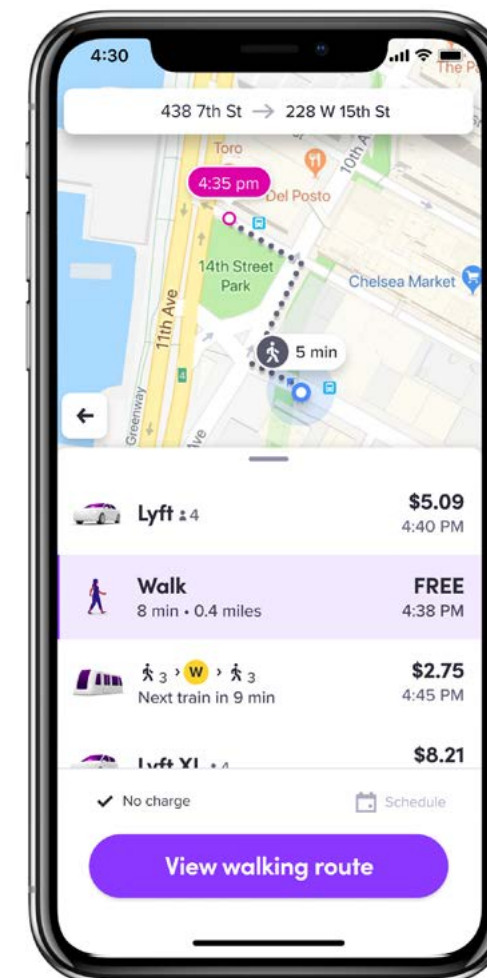 4:30
The P
438 7th St → 228 W 15th St
Toro
10th A
4:35 pm
Del Posto
14th Street
Park
Chelsea Market
11th Ave
5 min
4
Greenway
Ave
Lyft 4
$5.09
4:40 PM
Walk
FREE
8 min • 0.4 miles
4:38 PM
3 › W › 3
$2.75
Next train in 9 min
4:45 PM
Lyft XL
$8.21
No charge
Schedule
View walking route